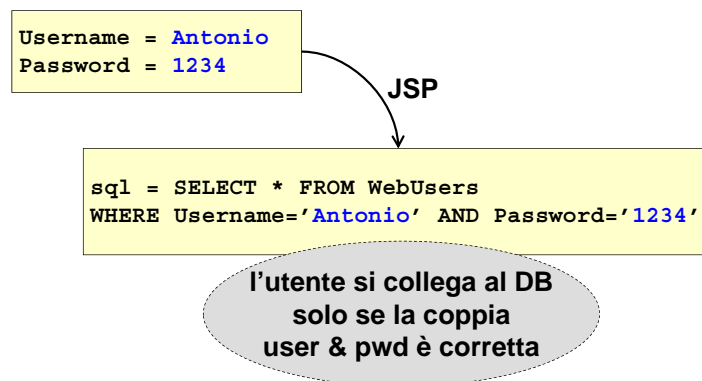 Username = Antonio
Password = 1234
JSP
sql = SELECT * FROM WebUsers
WHERE Username=’Antonio’ AND Password=’1234’
l’utente si collega al DB
solo se la coppia
user & pwd è corretta